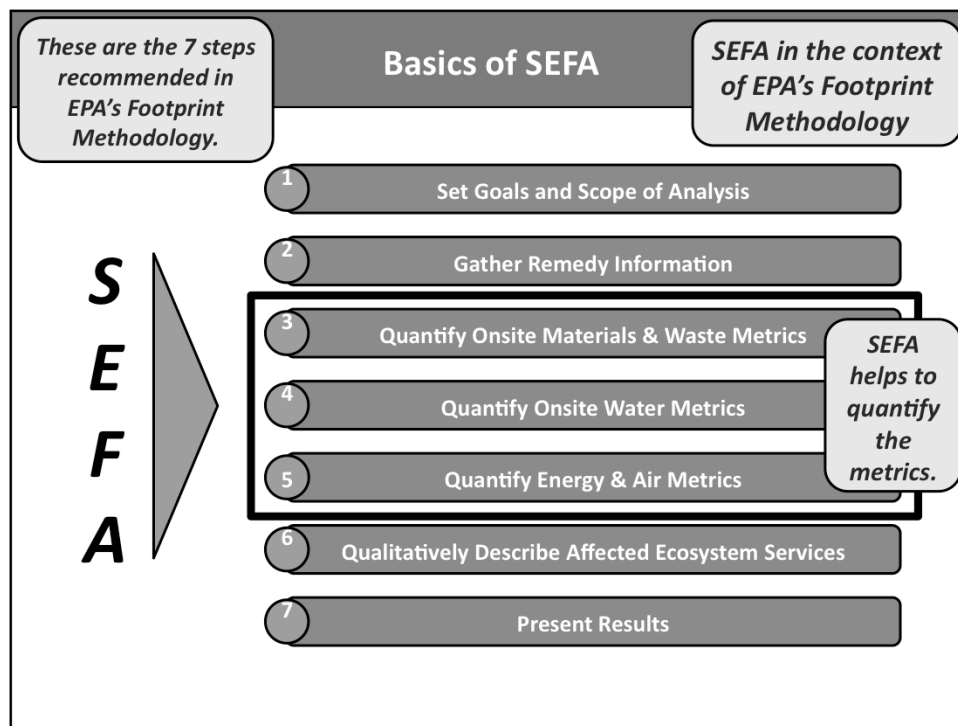 These are the 7 steps
recommended in
EPA's Footprint
Methodology.
Basics of SEFA
SEFA in the context
of EPA's Footprint
Methodology
1
Set Goals and Scope of Analysis
2
Gather Remedy Information
3
Quantify Onsite Materials & Waste Metrics
4
Quantify Onsite Water Metrics
5
Quantify Energy & Air Metrics
6
Qualitatively Describe Affected Ecosystem Services
7
Present Results
S
E
F
A
SEFA
helps to
quantify
the
metrics.